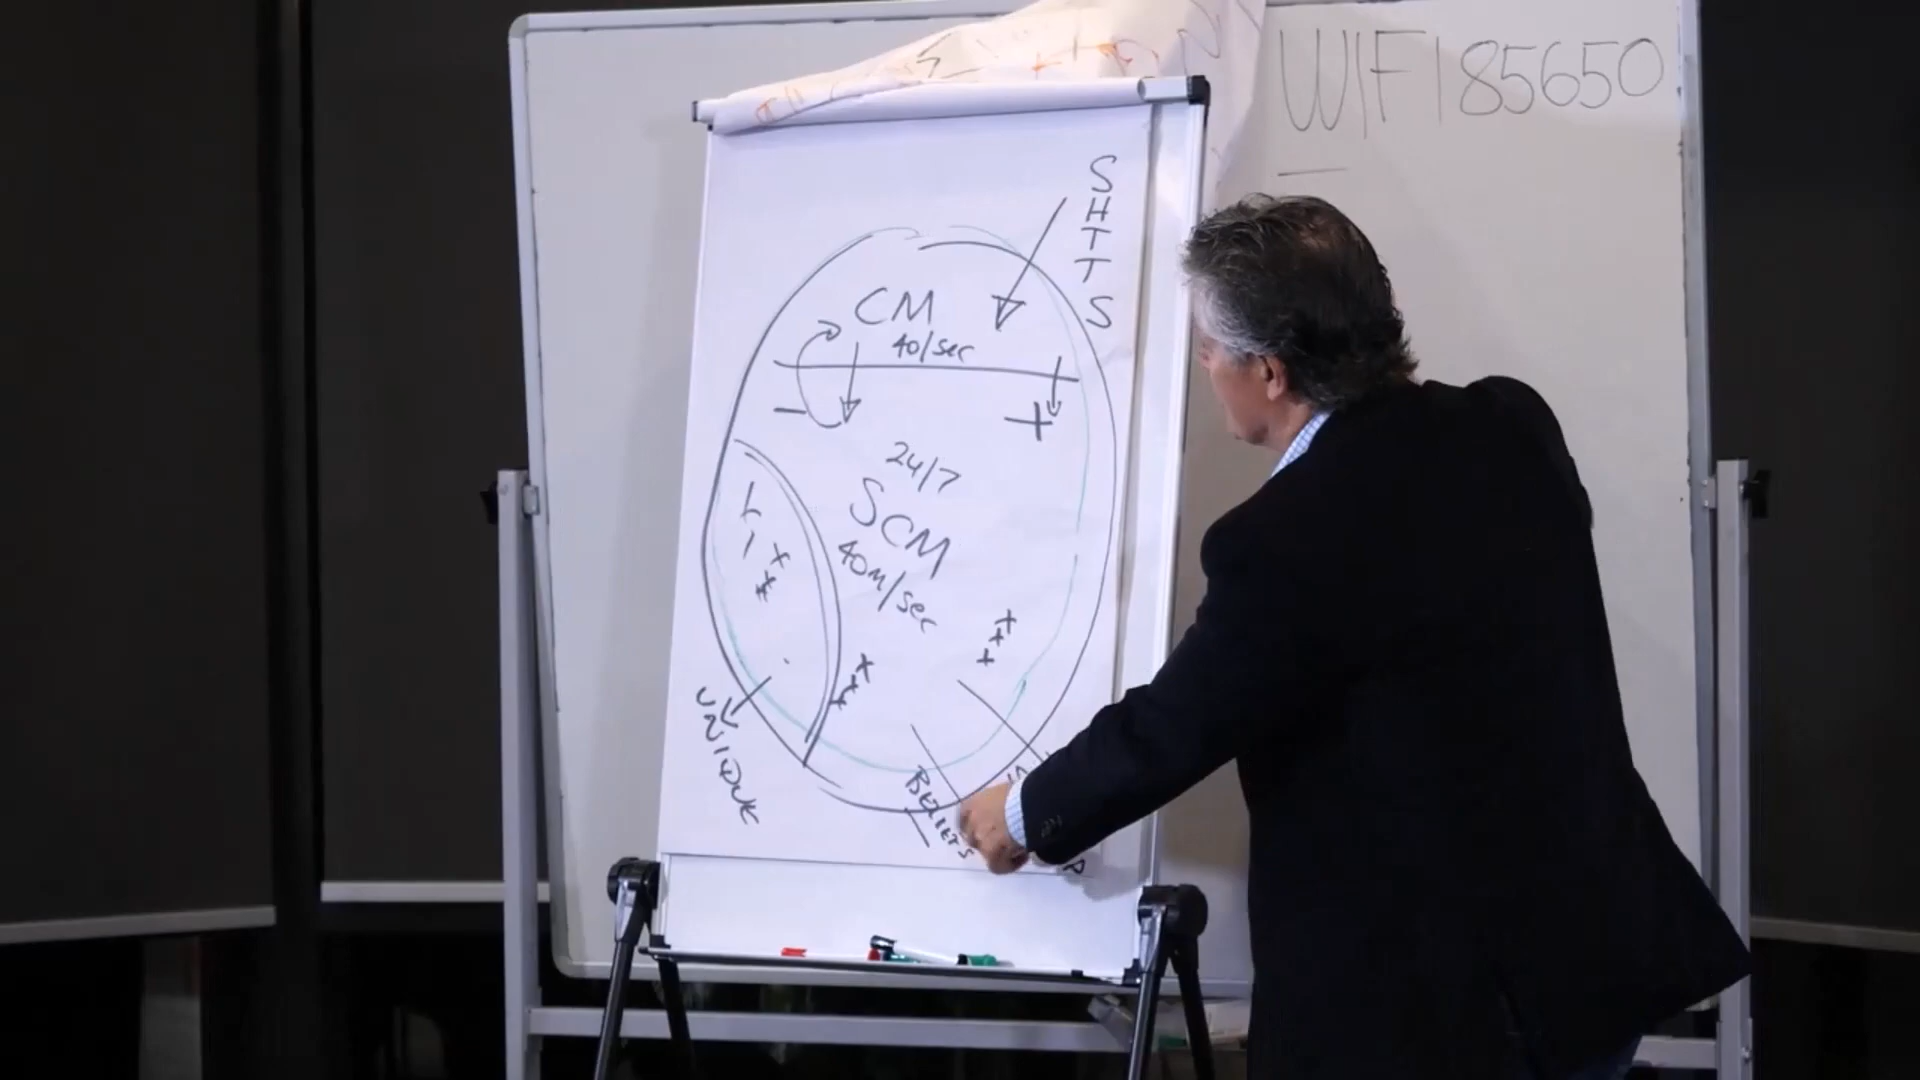 WIFI 85650
SHTTS
CM
40/sec
-
+
24/7
SCM
40M/sec
UNIQUE
BELIEFS